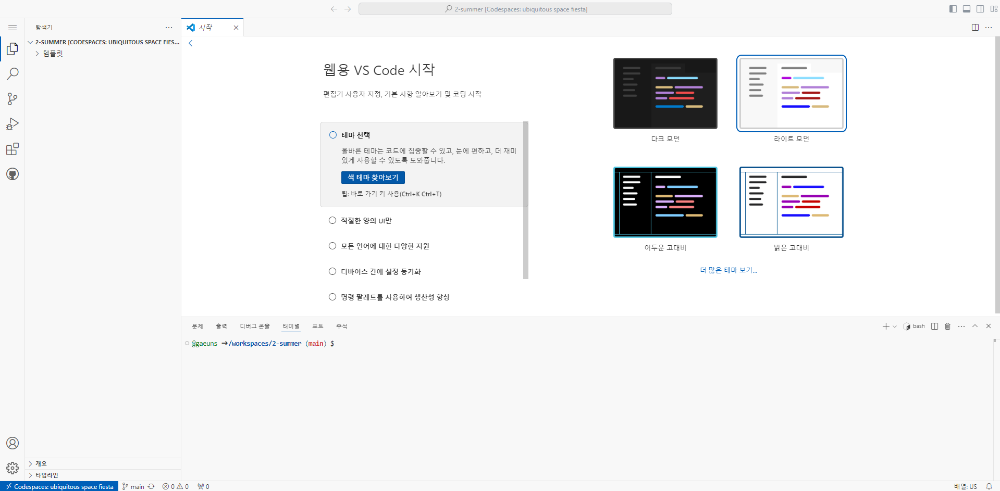 2-summer [Codespaces: ubiquitous space fiesta]
탐색기
2-SUMMER [CODESPACES: UBIQUITOUS SPACE FIES...
템플릿
개요
타임라인
시작
웹용 VS Code 시작
편집기 사용자 지정, 기본 사항 알아보기 및 코딩 시작
테마 선택
올바른 테마는 코드에 집중할 수 있고, 눈에 편하고, 더 재미
있게 사용할 수 있도록 도와줍니다.
색 테마 찾아보기
팁: 바로 가기 키 사용(Ctrl+K Ctrl+T)
적절한 양의 UI만
모든 언어에 대한 다양한 지원
디바이스 간에 설정 동기화
명령 팔레트를 사용하여 생산성 향상
다크 모던
라이트 모던
어두운 고대비
밝은 고대비
더 많은 테마 보기...
문제 출력 디버그 콘솔 터미널 포트 주석
bash
@gaeuns ➜/workspaces/2-summer (main) $
Codespaces: ubiquitous space fiesta main 0 0 0
배열: US